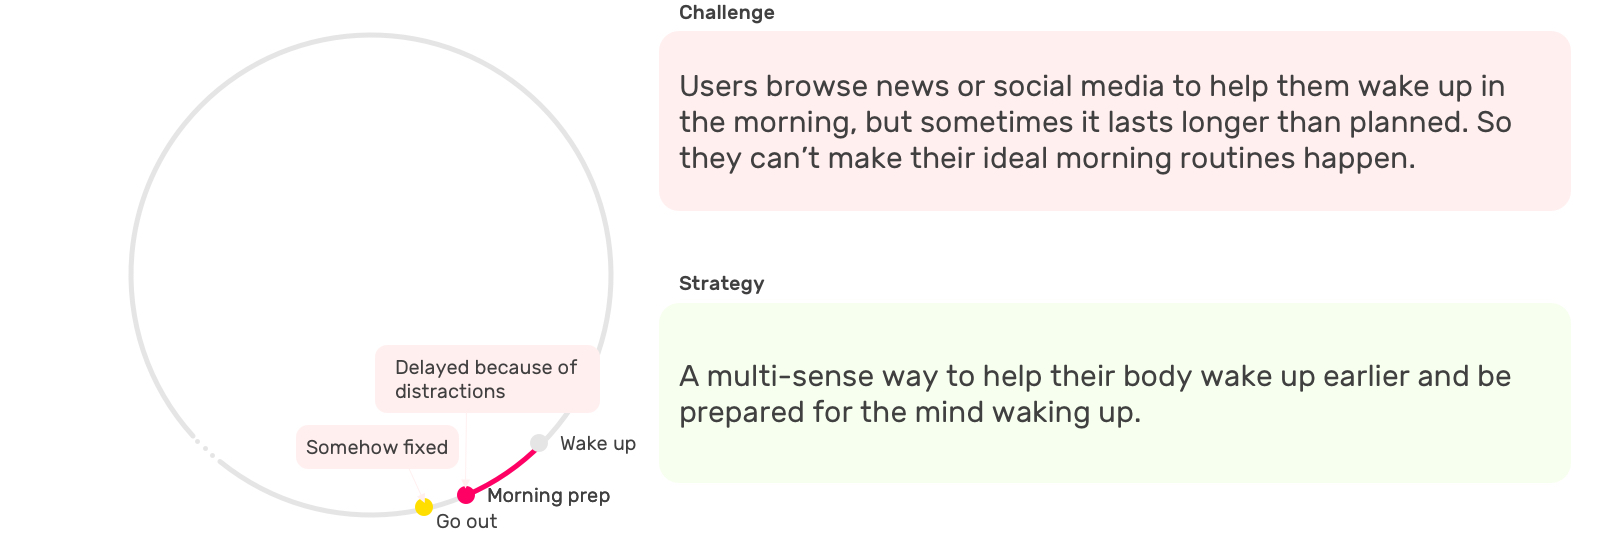 Challenge
Users browse news or social media to help them wake up in
the morning, but sometimes it lasts longer than planned. So
they can’t make their ideal morning routines happen.
Strategy
A multi-sense way to help their body wake up earlier and be
prepared for the mind waking up.
Delayed because of
distractions
Somehow fixed
Wake up
Morning prep
Go out